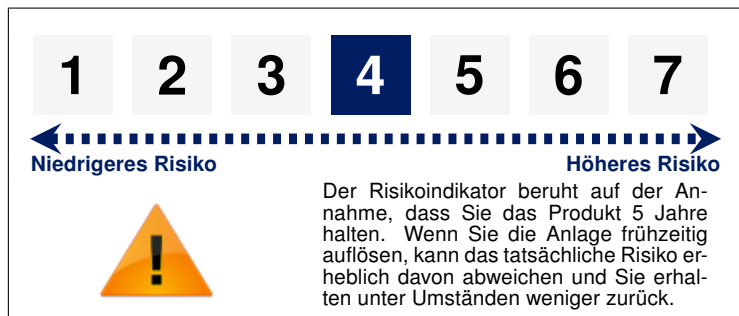 1 2 3 4 5 6 7
Niedrigeres Risiko Höheres Risiko
!
Der Risikoindikator beruht auf der An-
nahme, dass Sie das Produkt 5 Jahre
halten. Wenn Sie die Anlage frühzeitig
auflösen, kann das tatsächliche Risiko er-
heblich davon abweichen und Sie erhal-
ten unter Umständen weniger zurück.